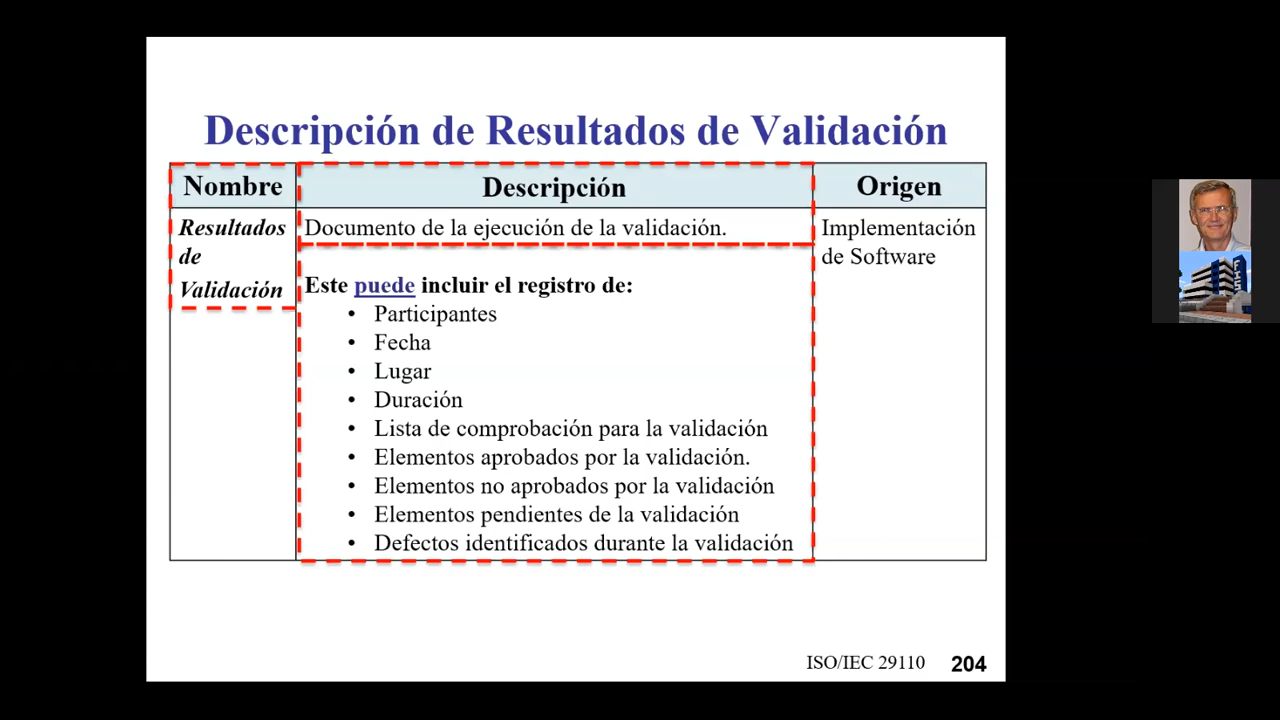 Descripción de Resultados de Validación
Nombre
Descripción
Origen
Resultados
de
Validación
Documento de la ejecución de la validación.
Este puede incluir el registro de:
• Participantes
• Fecha
• Lugar
• Duración
• Lista de comprobación para la validación
• Elementos aprobados por la validación.
• Elementos no aprobados por la validación
• Elementos pendientes de la validación
• Defectos identificados durante la validación
Implementación
de Software
ISO/IEC 29110
204